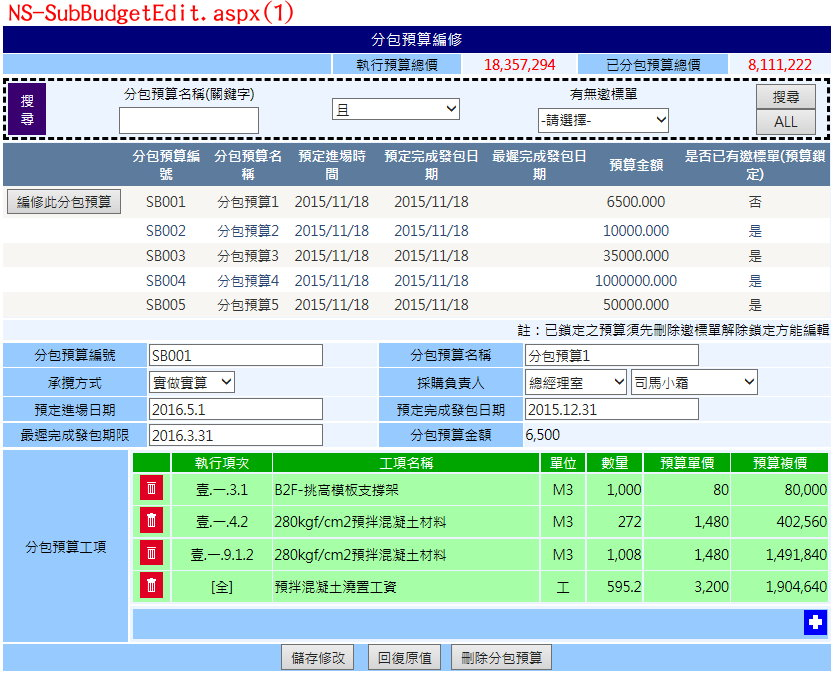 NS-SubBudgetEdit.aspx(1)
分包預算編修
執行預算總價 18,357,294 已分包預算總價 8,111,222
搜尋 分包預算名稱(關鍵字) 且 有無邀標單 -請選擇- 搜尋 ALL
分包預算編號 分包預算名稱 預定進場時間 預定完成發包日期 最遲完成發包日期 預算金額 是否已有邀標單(預算鎖定)
編修此分包預算 SB001 分包預算1 2015/11/18 2015/11/18 6500.000 否
SB002 分包預算2 2015/11/18 2015/11/18 10000.000 是
SB003 分包預算3 2015/11/18 2015/11/18 35000.000 是
SB004 分包預算4 2015/11/18 2015/11/18 1000000.000 是
SB005 分包預算5 2015/11/18 2015/11/18 50000.000 是
註：已鎖定之預算須先刪除邀標單解除鎖定方能編輯
分包預算編號 SB001 分包預算名稱 分包預算1
承攬方式 實做實算 採購負責人 總經理室 司馬小霜
預定進場日期 2016.5.1 預定完成發包日期 2015.12.31
最遲完成發包期限 2016.3.31 分包預算金額 6,500
分包預算工項
執行項次 工項名稱 單位 數量 預算單價 預算複價
壹.一.3.1 B2F-挑高模板支撐架 M3 1,000 80 80,000
壹.一.4.2 280kgf/cm2預拌混凝土材料 M3 272 1,480 402,560
壹.一.9.1.2 280kgf/cm2預拌混凝土材料 M3 1,008 1,480 1,491,840
[全] 預拌混凝土澆置工資 工 595.2 3,200 1,904,640
儲存修改 回復原值 刪除分包預算